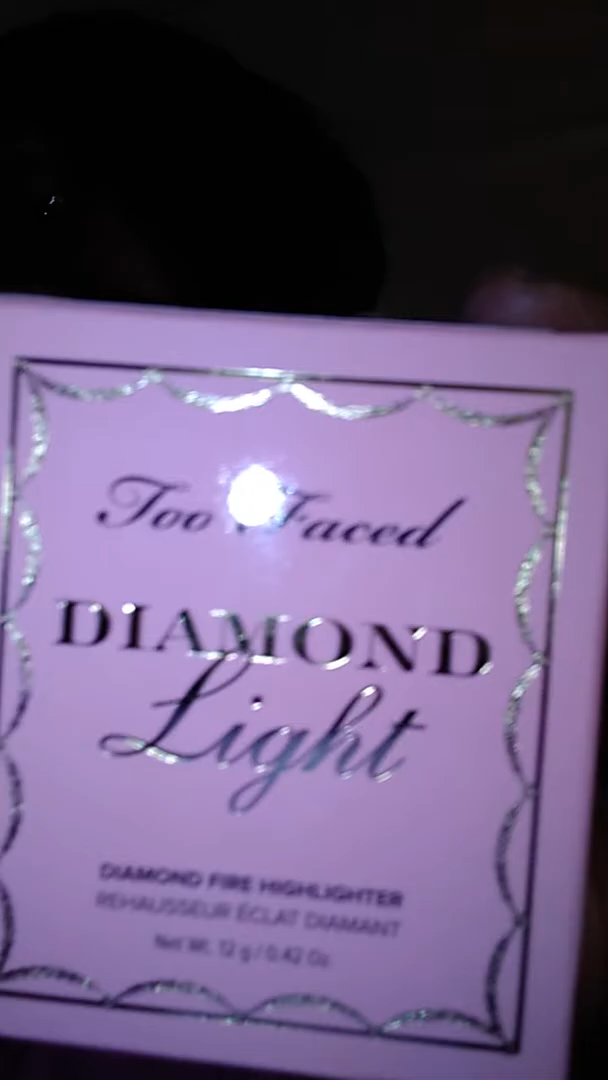 Too Faced
DIAMOND
Light
DIAMOND FIRE HIGHLIGHTER
REHAUSSEUR ÉCLAT DIAMANT
Net Wt. 12 g / 0.42 Oz.